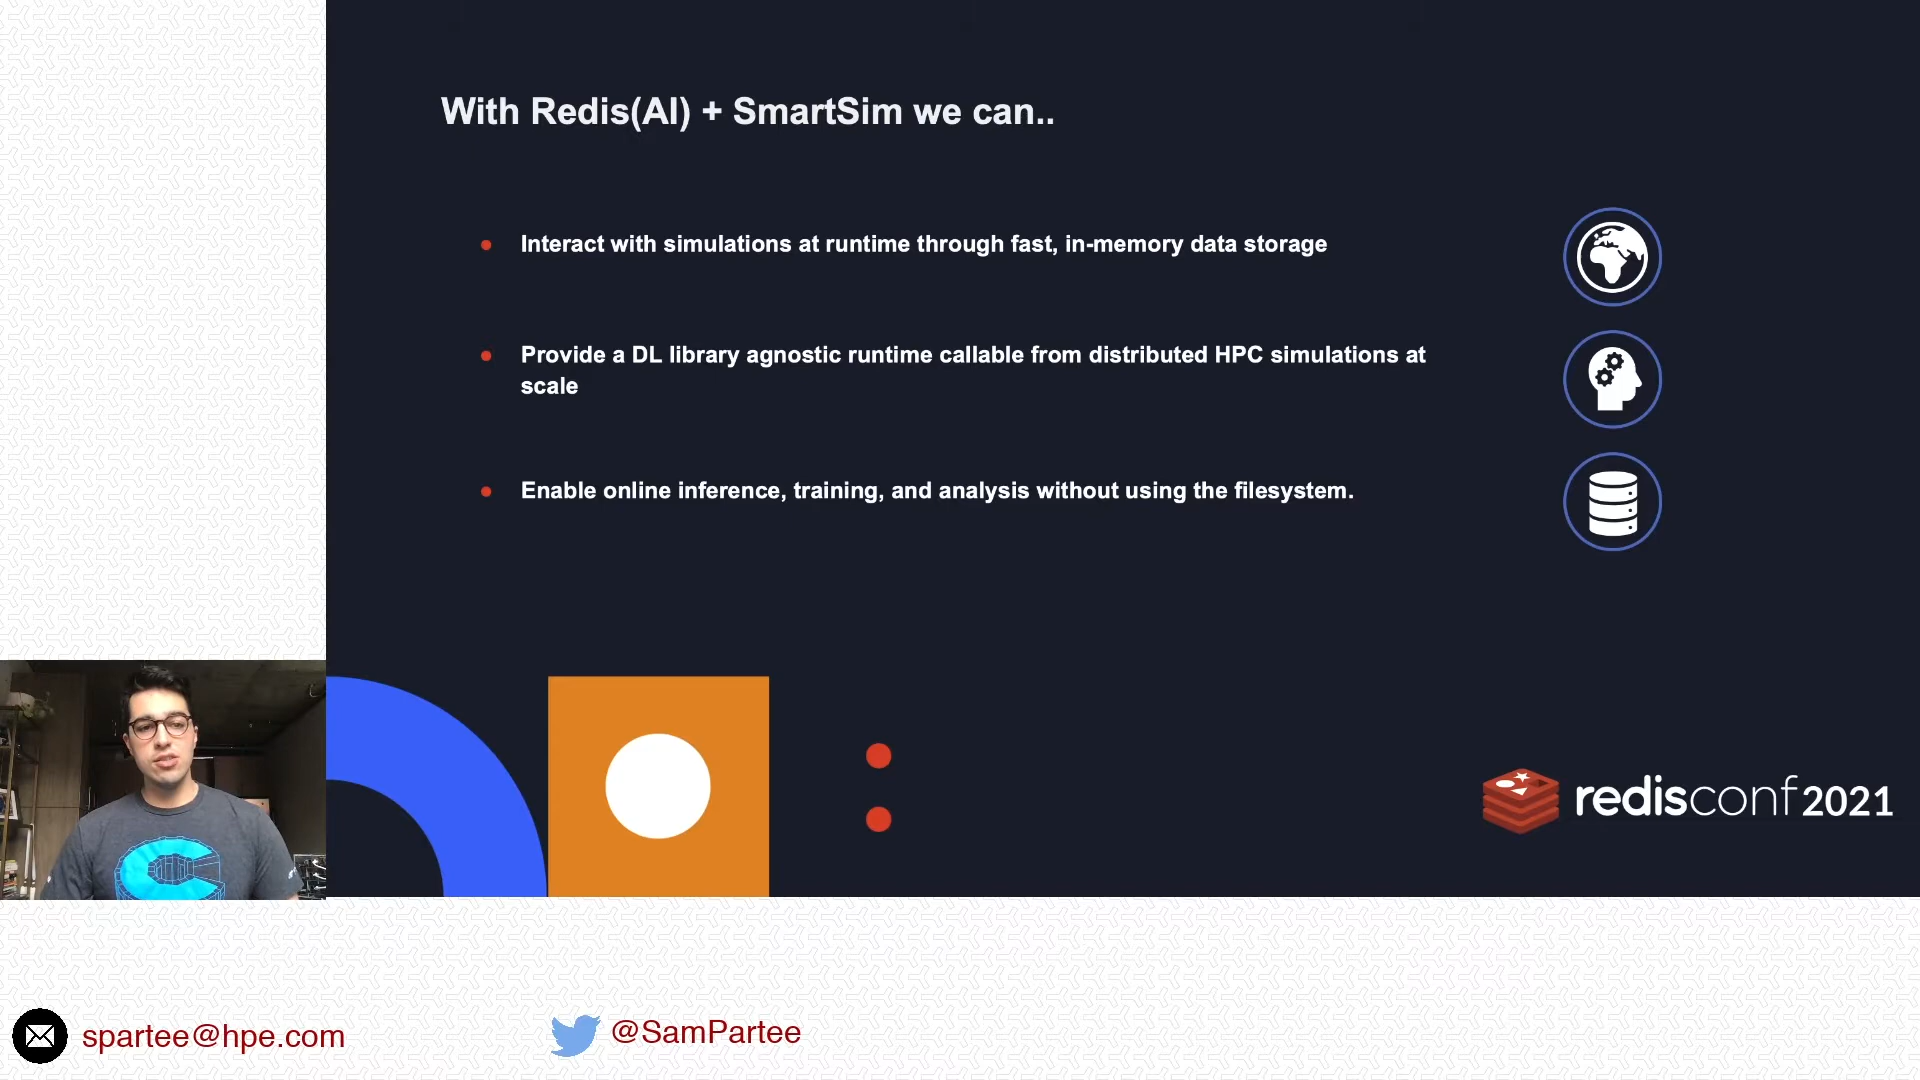 With Redis(AI) + SmartSim we can..
Interact with simulations at runtime through fast, in-memory data storage
Provide a DL library agnostic runtime callable from distributed HPC simulations at
scale
Enable online inference, training, and analysis without using the filesystem.
redisconf2021
spartee@hpe.com
@SamPartee